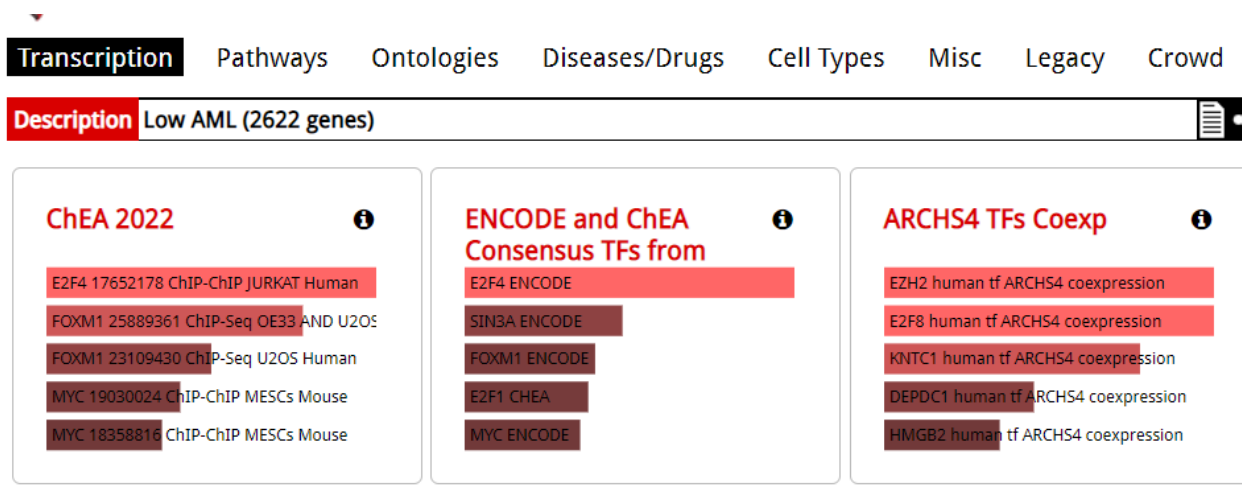 Transcription Pathways Ontologies Diseases/Drugs Cell Types Misc Legacy Crowd
Description Low AML (2622 genes)
ChEA 2022
E2F4 17652178 ChIP-ChIP JURKAT Human
FOXM1 25889361 ChIP-Seq OE33 AND U2OS
FOXM1 23109430 ChIP-Seq U2OS Human
MYC 19030024 ChIP-ChIP MESCs Mouse
MYC 18358816 ChIP-ChIP MESCs Mouse
ENCODE and ChEA
Consensus TFs from
E2F4 ENCODE
SIN3A ENCODE
FOXM1 ENCODE
E2F1 CHEA
MYC ENCODE
ARCHS4 TFs Coexp
EZH2 human tf ARCHS4 coexpression
E2F8 human tf ARCHS4 coexpression
KNTC1 human tf ARCHS4 coexpression
DEPDC1 human tf ARCHS4 coexpression
HMGB2 human tf ARCHS4 coexpression